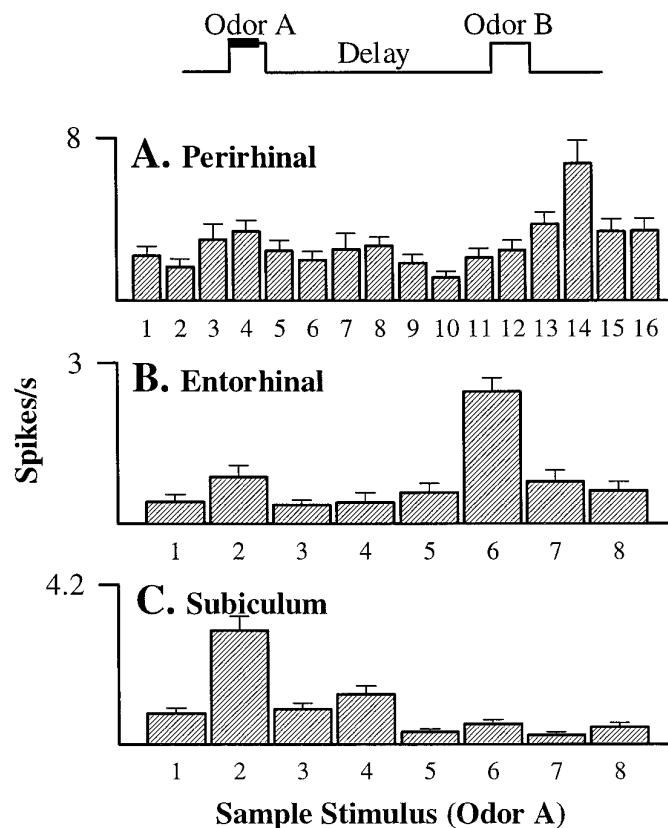 Odor A Odor B
Delay
8
A. Perirhinal
1 2 3 4 5 6 7 8 9 10 11 12 13 14 15 16
3
B. Entorhinal
Spikes/s
1 2 3 4 5 6 7 8
4.2
C. Subiculum
1 2 3 4 5 6 7 8
Sample Stimulus (Odor A)